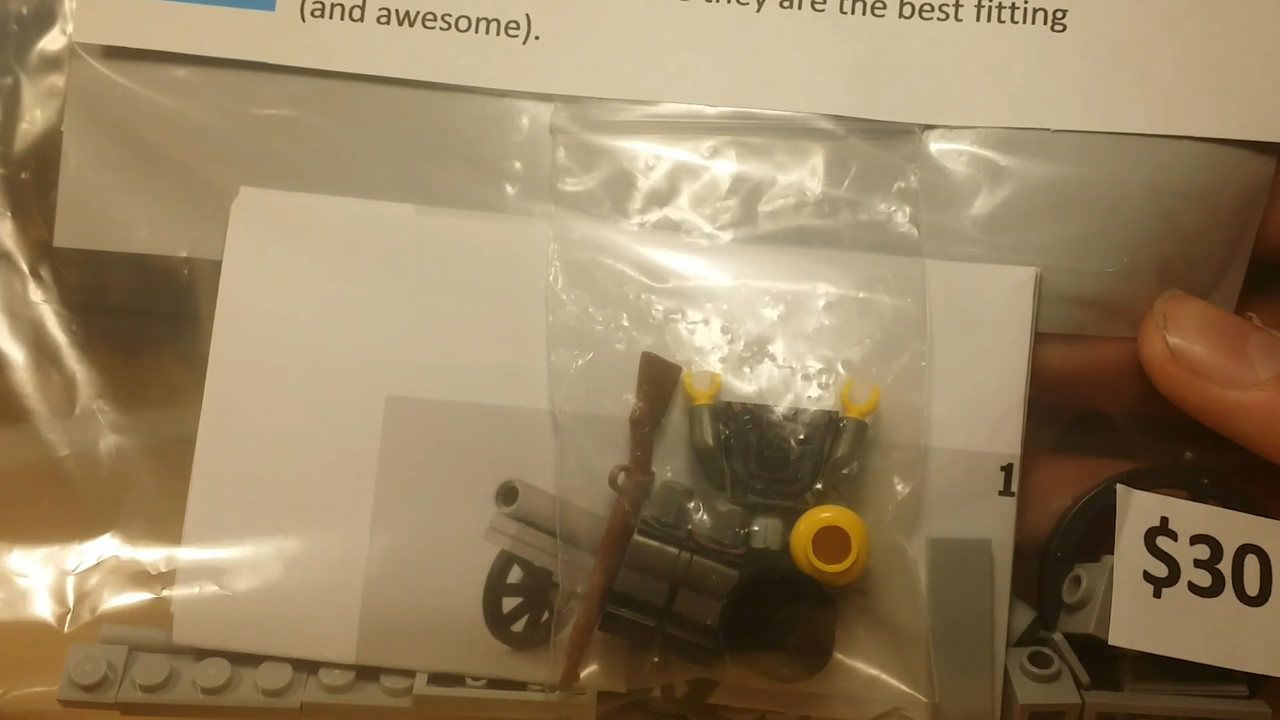 they are the best fitting
(and awesome).
1
$30